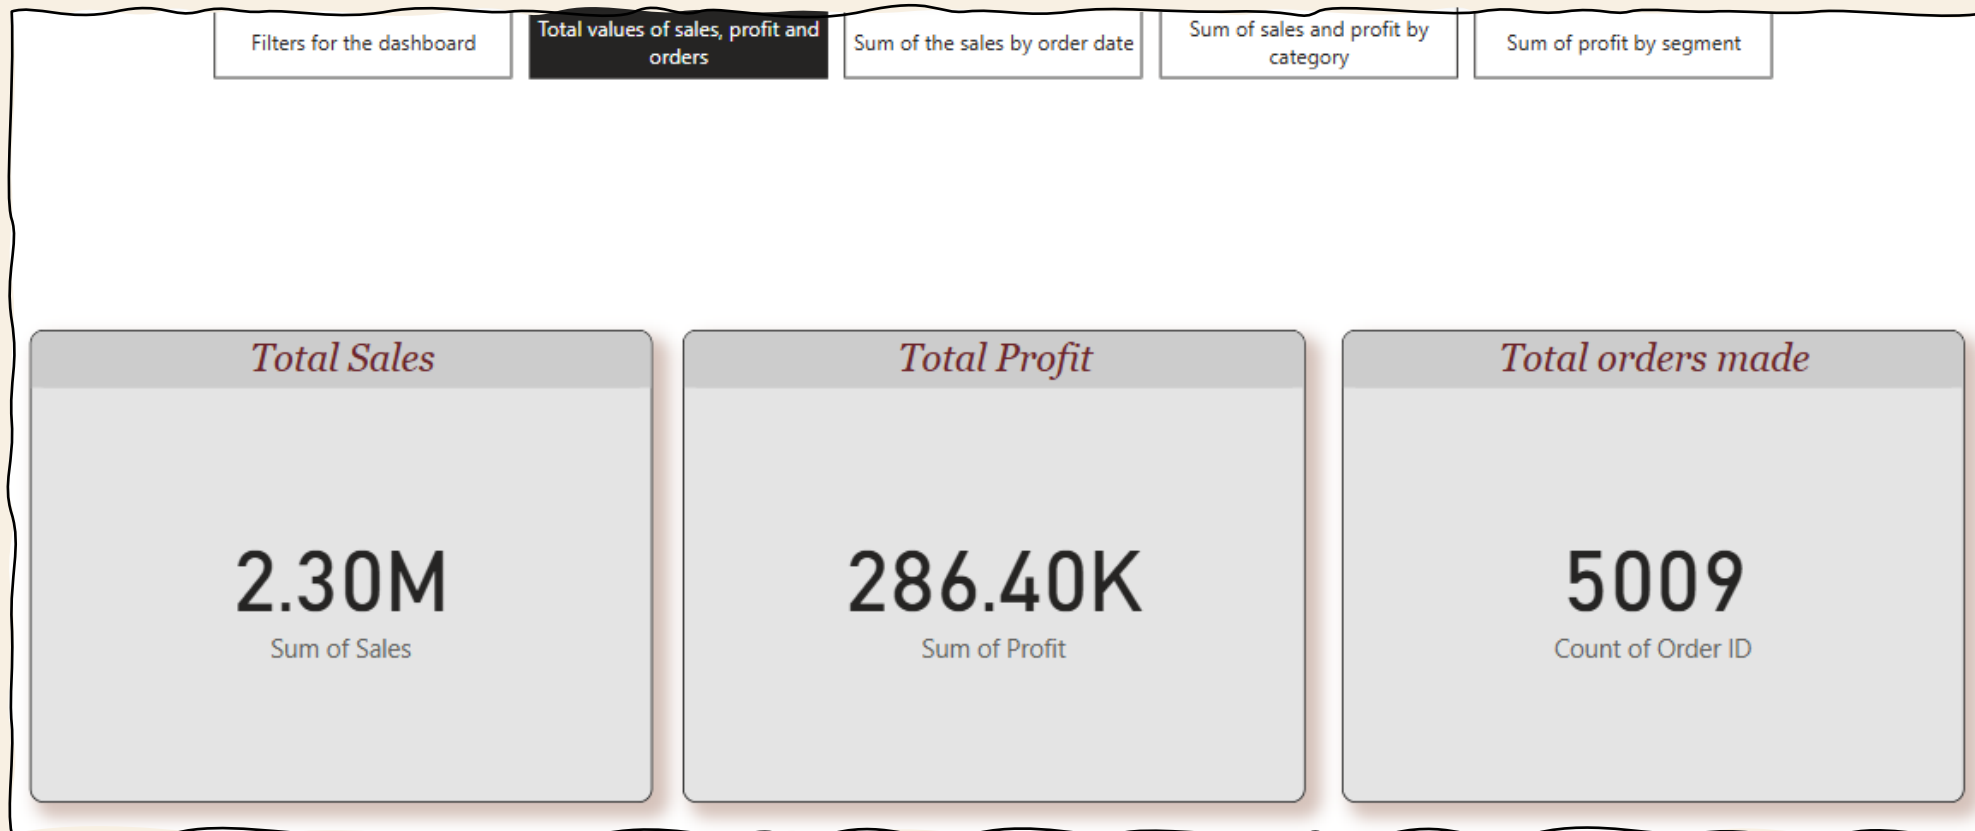 Filters for the dashboard
Total values of sales, profit and
orders
Sum of the sales by order date
Sum of sales and profit by
category
Sum of profit by segment
Total Sales
2.30M
Sum of Sales
Total Profit
286.40K
Sum of Profit
Total orders made
5009
Count of Order ID